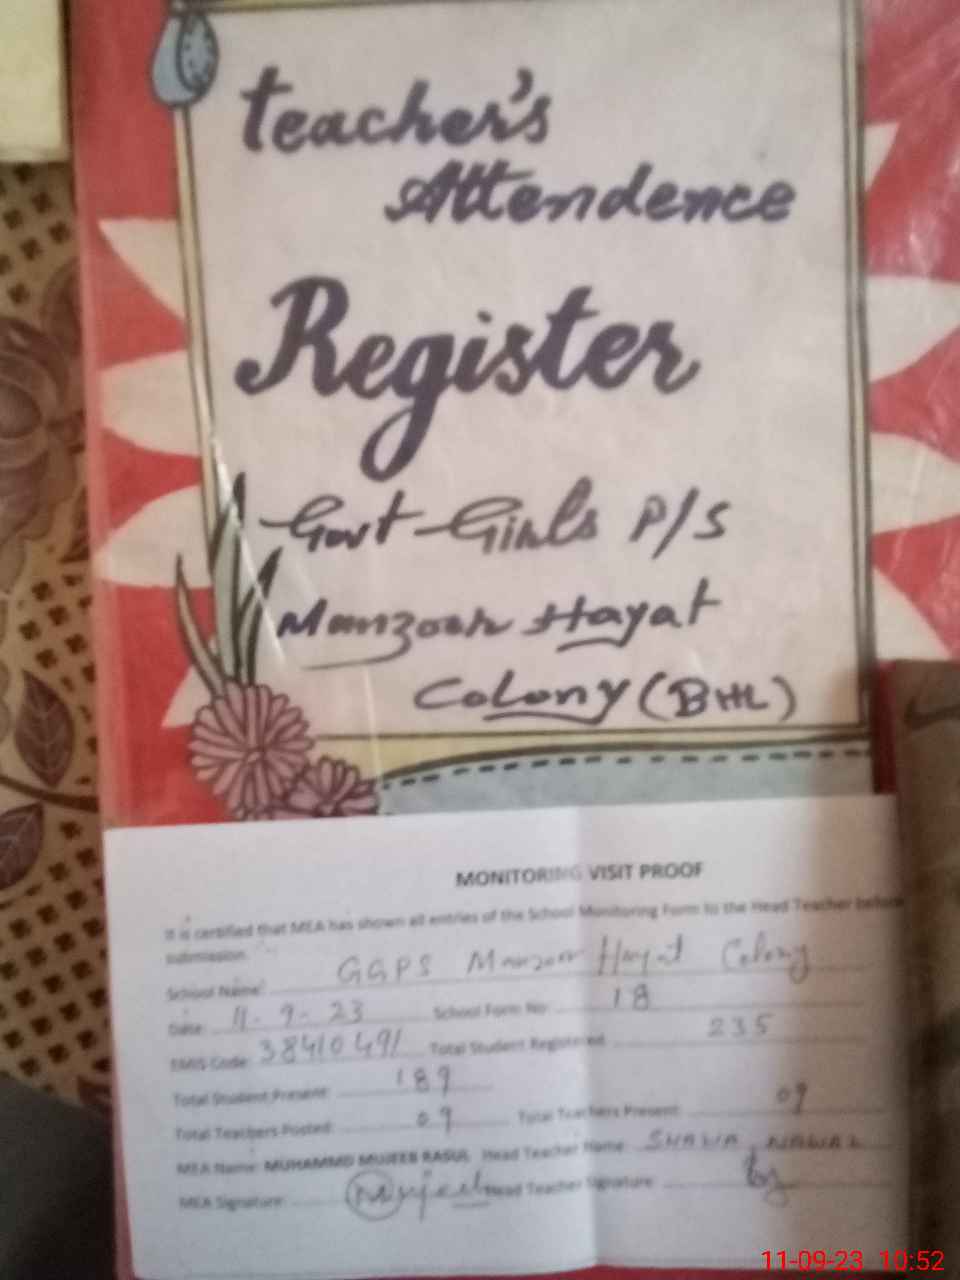 teacher's
Attendence
Register
Govt Girls P/S
Manzoor Hayat
Colony (BHL)
MONITORING VISIT PROOF
It is certified that MEA has shown all entries of the School Monitoring Form to the Head Teacher before
submission.
School Name: GGPS Manzoor Hayat Colony
Date: 11-9-23 School Form No: 18
EMIS Code: 38410491 Total Student Registered: 235
Total Student Present: 189
Total Teachers Posted: 09 Total Teachers Present: 09
MEA Name: MUHAMMD MUJEEB RASUL Head Teacher Name: NAWAL
MEA Signature: Mujeeb Head Teacher Signature:
11-09-23 10:52